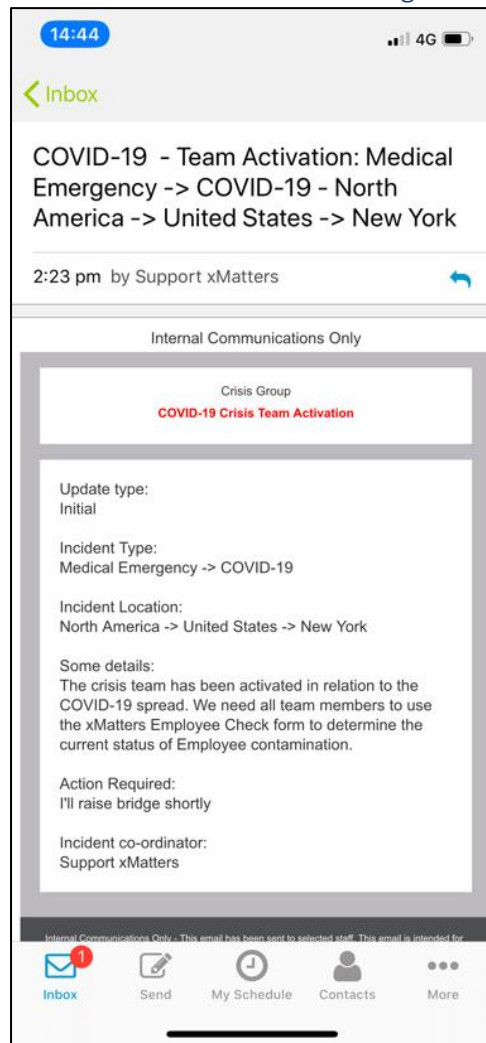 14:44
4G
Inbox
COVID-19 - Team Activation: Medical
Emergency -> COVID-19 - North
America -> United States -> New York
2:23 pm by Support xMatters
Internal Communications Only
Crisis Group
COVID-19 Crisis Team Activation
Update type:
Initial
Incident Type:
Medical Emergency -> COVID-19
Incident Location:
North America -> United States -> New York
Some details:
The crisis team has been activated in relation to the
COVID-19 spread. We need all team members to use
the xMatters Employee Check form to determine the
current status of Employee contamination.
Action Required:
I'll raise bridge shortly
Incident co-ordinator:
Support xMatters
Internal Communications Only - This email has been sent to selected staff. This email is intended for
1
Inbox Send My Schedule Contacts More